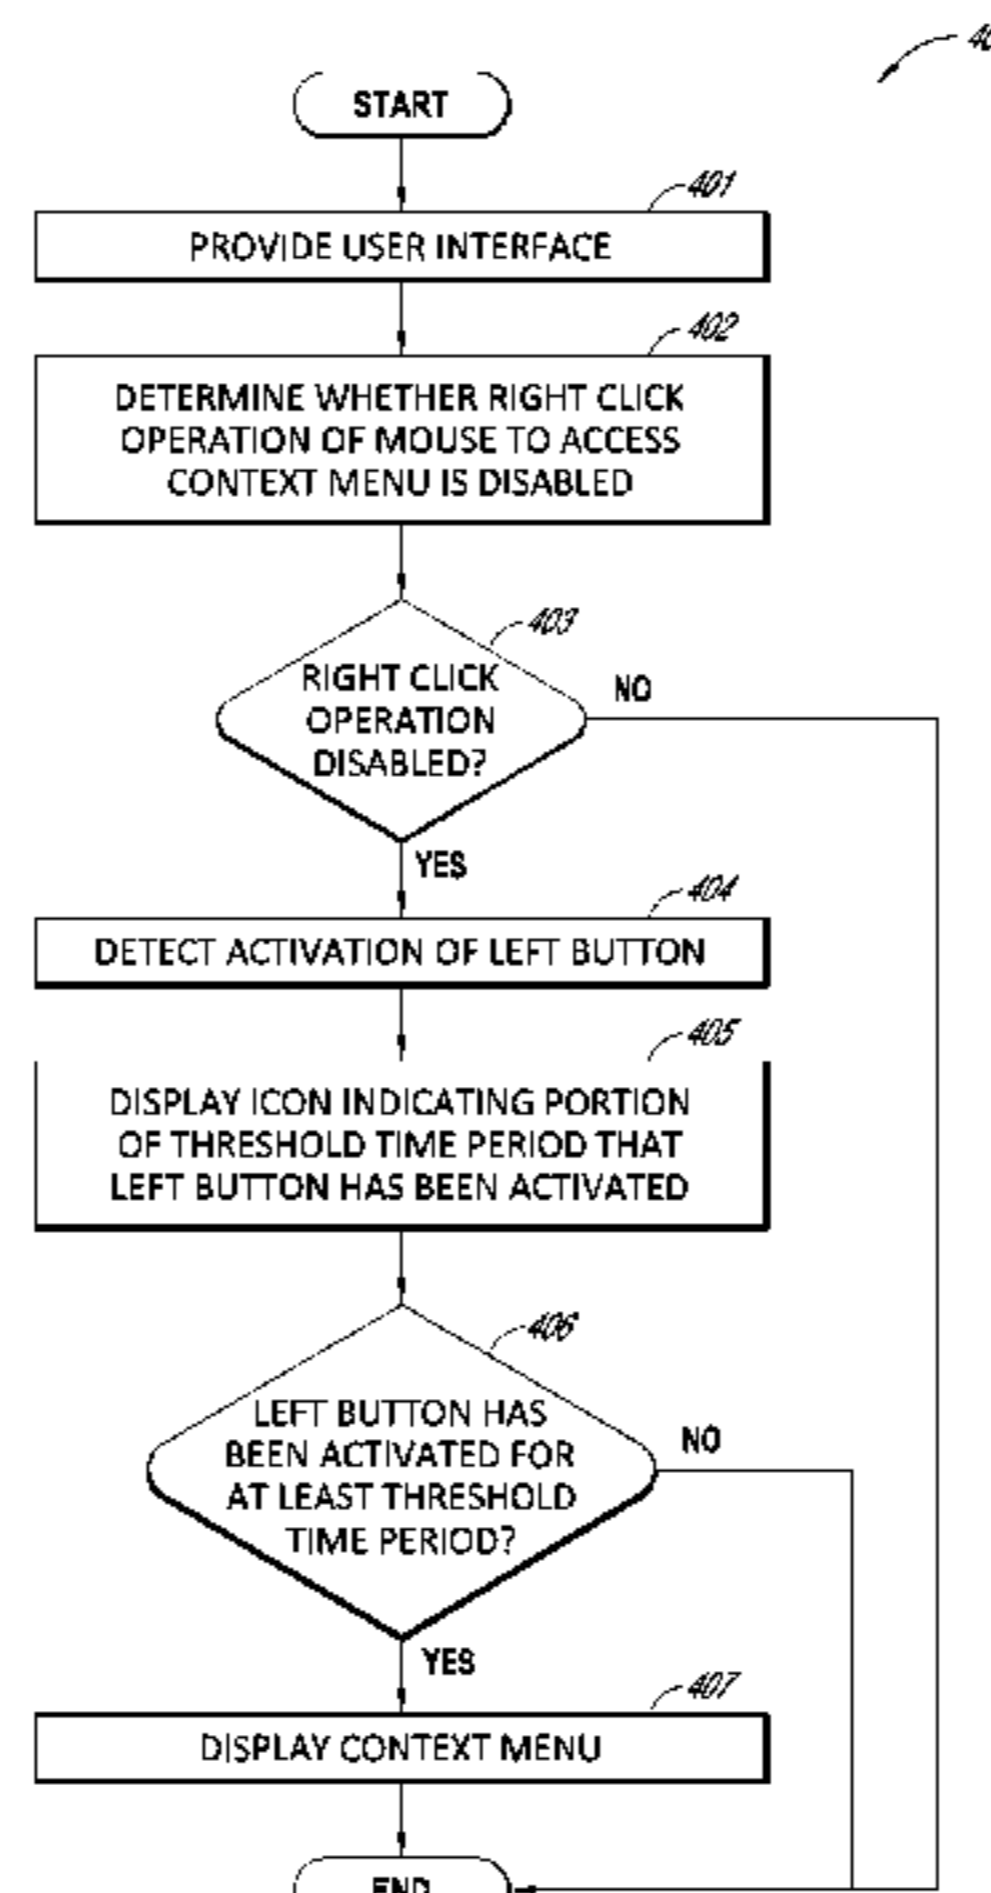 START
401
PROVIDE USER INTERFACE
402
DETERMINE WHETHER RIGHT CLICK
OPERATION OF MOUSE TO ACCESS
CONTEXT MENU IS DISABLED
403
RIGHT CLICK
OPERATION
DISABLED?
NO
YES
404
DETECT ACTIVATION OF LEFT BUTTON
405
DISPLAY ICON INDICATING PORTION
OF THRESHOLD TIME PERIOD THAT
LEFT BUTTON HAS BEEN ACTIVATED
406
LEFT BUTTON HAS
BEEN ACTIVATED FOR
AT LEAST THRESHOLD
TIME PERIOD?
NO
YES
407
DISPLAY CONTEXT MENU
END